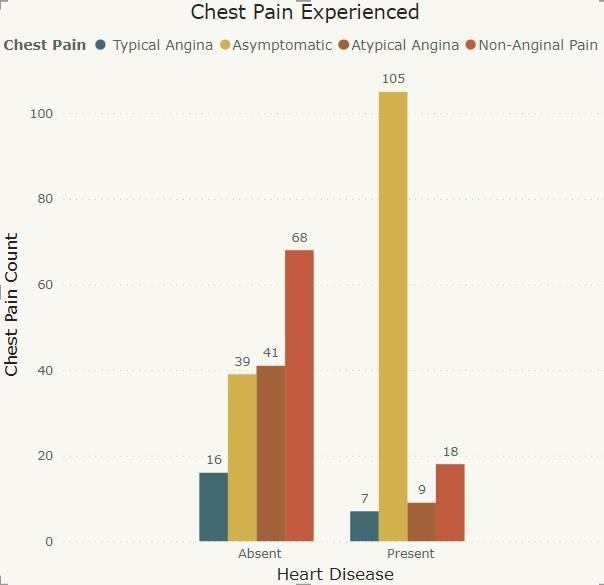 Chest Pain Experienced
Chest Pain Typical Angina Asymptomatic Atypical Angina Non-Anginal Pain
105
100
80
68
60
41
39
40
20
18
16
9
7
0
Chest Pain Count
Absent Present
Heart Disease